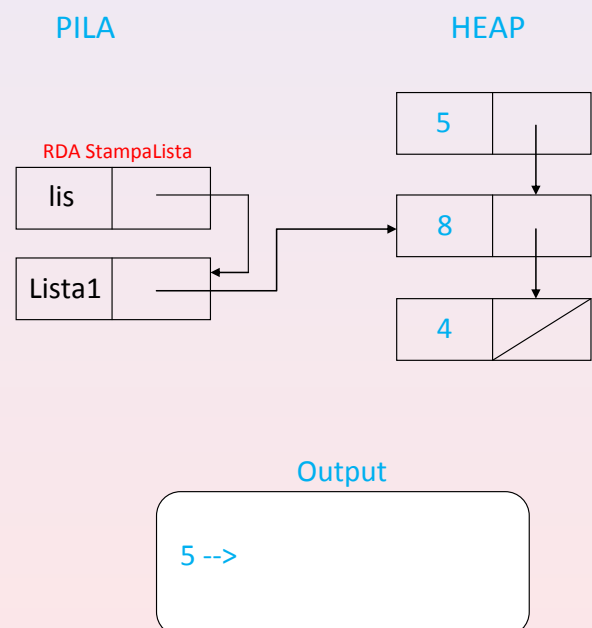 PILA
HEAP
5
RDA StampaLista
lis
8
Lista1
4
Output
5 -->